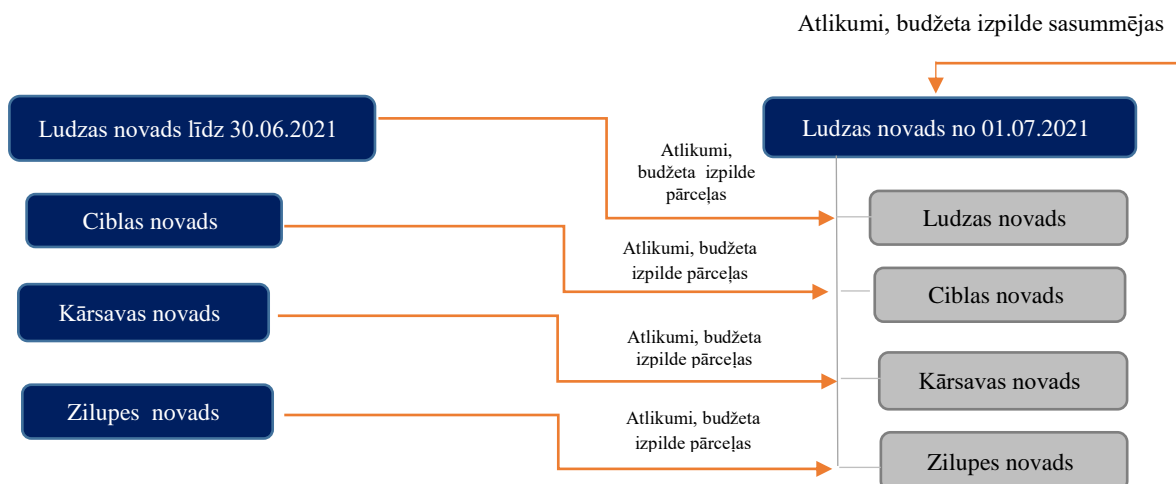 Atlikumi, budžeta izpilde sasummējas
Ludzas novads līdz 30.06.2021
Ludzas novads no 01.07.2021
Atlikumi,
budžeta izpilde
pārceļas
Ciblas novads
Ludzas novads
Atlikumi, budžeta
izpilde pārceļas
Kārsavas novads
Ciblas novads
Atlikumi, budžeta
izpilde pārceļas
Zilupes novads
Kārsavas novads
Atlikumi, budžeta
izpilde pārceļas
Zilupes novads